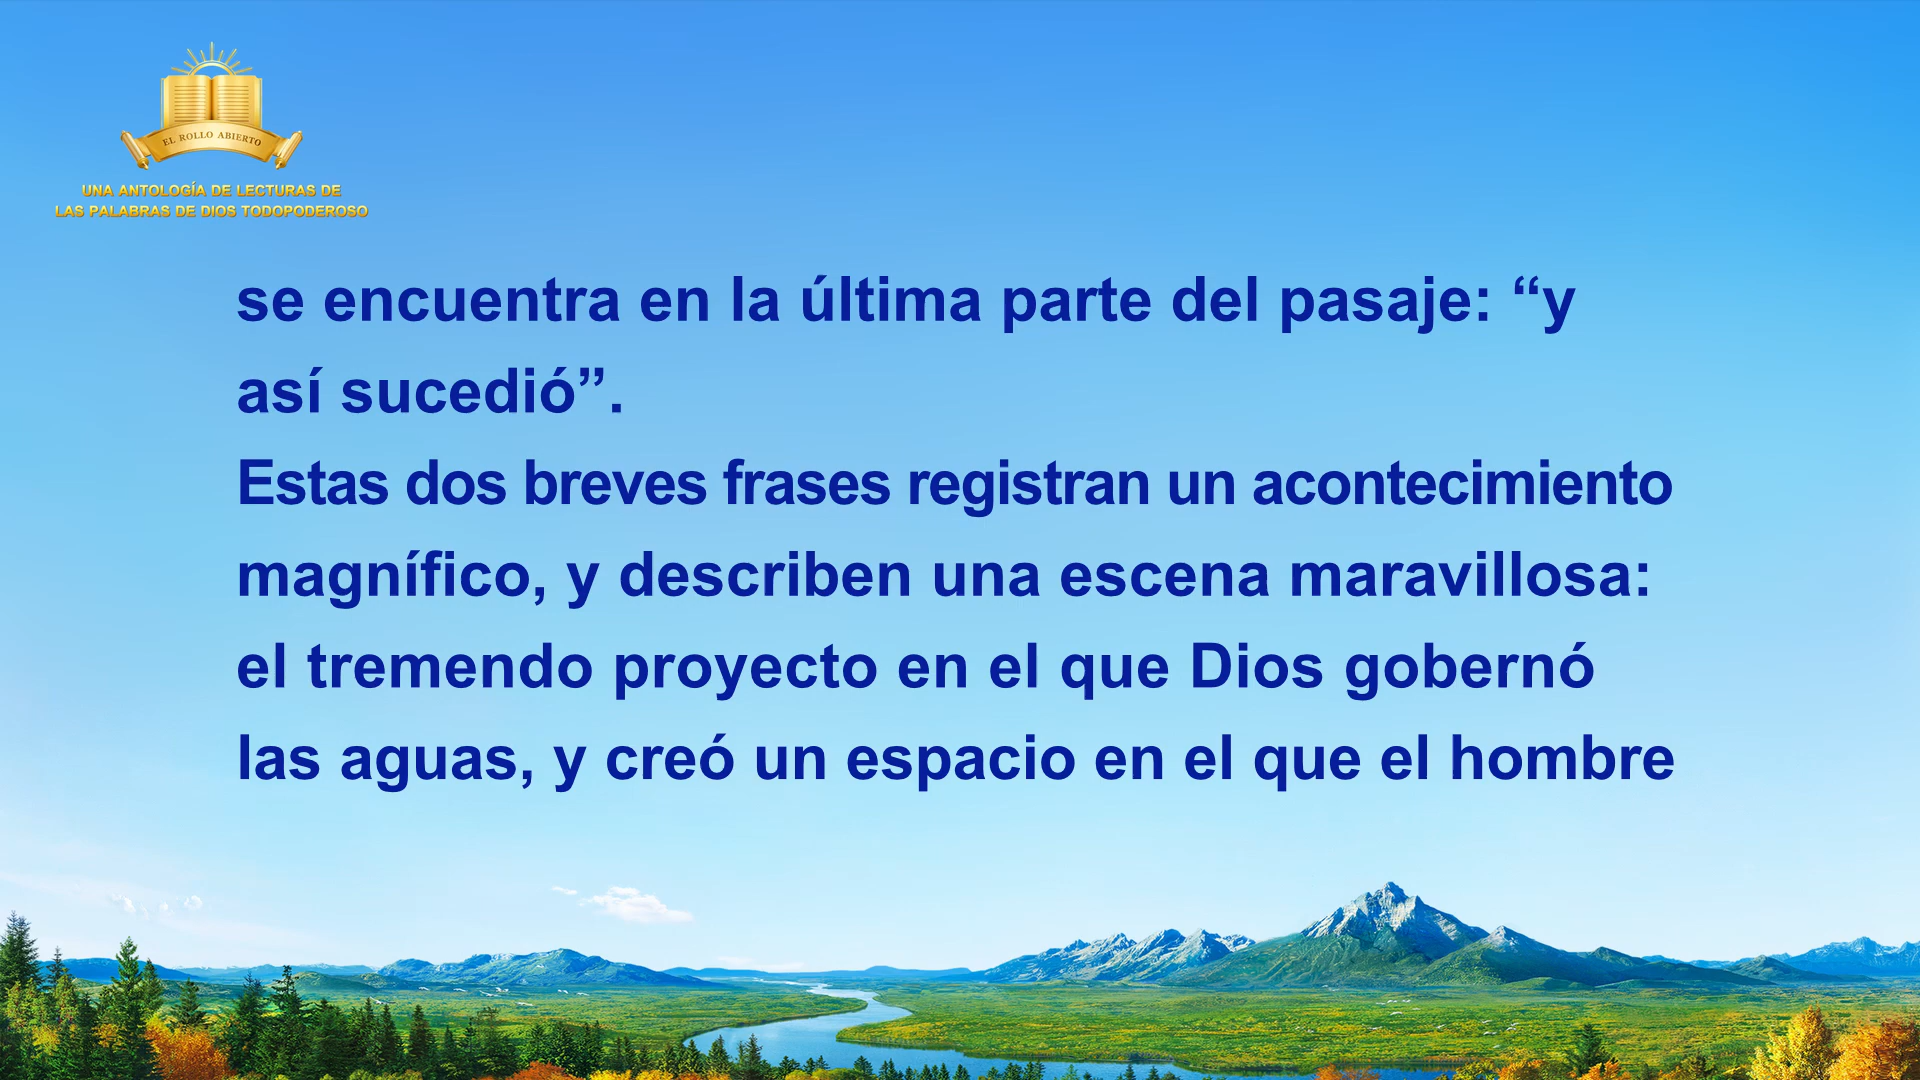 EL ROLLO ABIERTO
UNA ANTOLOGÍA DE LECTURAS DE
LAS PALABRAS DE DIOS TODOPODEROSO
se encuentra en la última parte del pasaje: “y
así sucedió”.
Estas dos breves frases registran un acontecimiento
magnífico, y describen una escena maravillosa:
el tremendo proyecto en el que Dios gobernó
las aguas, y creó un espacio en el que el hombre